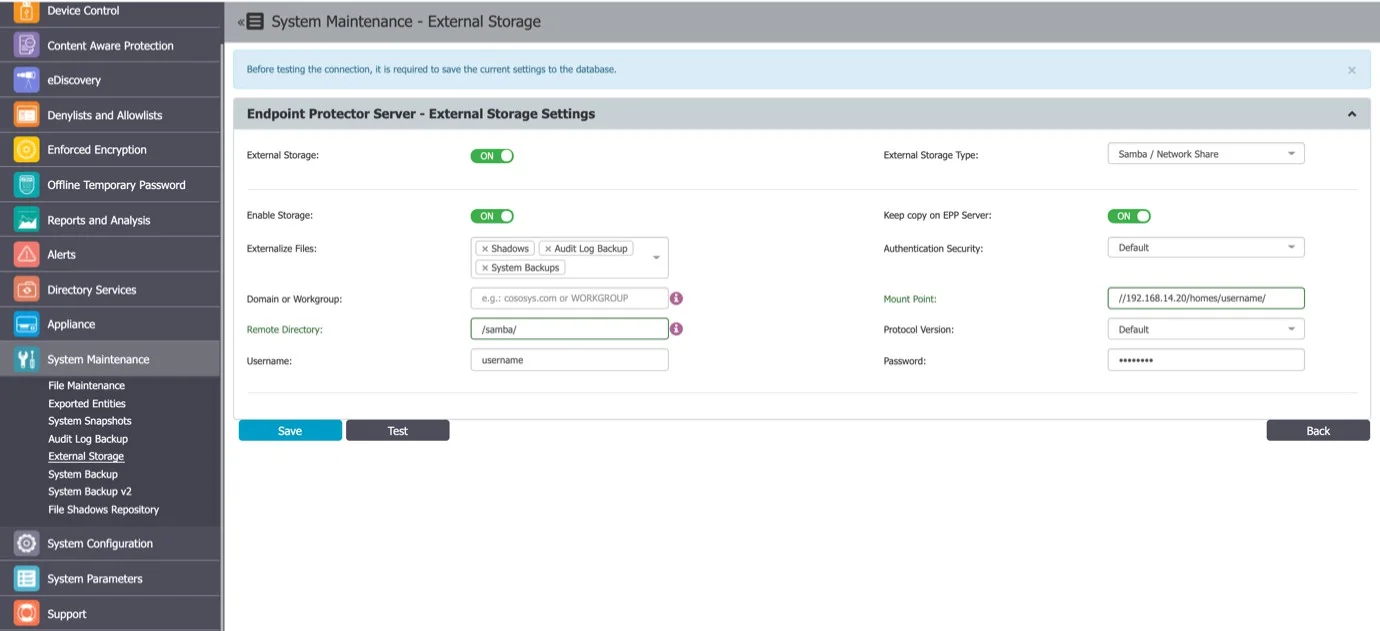 Device Control
Content Aware Protection
eDiscovery
Denylists and Allowlists
Enforced Encryption
Offline Temporary Password
Reports and Analysis
Alerts
Directory Services
Appliance
System Maintenance
File Maintenance
Exported Entities
System Snapshots
Audit Log Backup
External Storage
System Backup
System Backup v2
File Shadows Repository
System Configuration
System Parameters
Support
« System Maintenance - External Storage
Before testing the connection, it is required to save the current settings to the database. ×
Endpoint Protector Server - External Storage Settings
External Storage: ON External Storage Type: Samba / Network Share
Enable Storage: ON Keep copy on EPP Server: ON
Externalize Files: × Shadows × Audit Log Backup Authentication Security: Default
× System Backups
Domain or Workgroup: e.g.: cososys.com or WORKGROUP Mount Point: //192.168.14.20/homes/username/
Remote Directory: /samba/ Protocol Version: Default
Username: username Password: ••••••••
Save Test Back